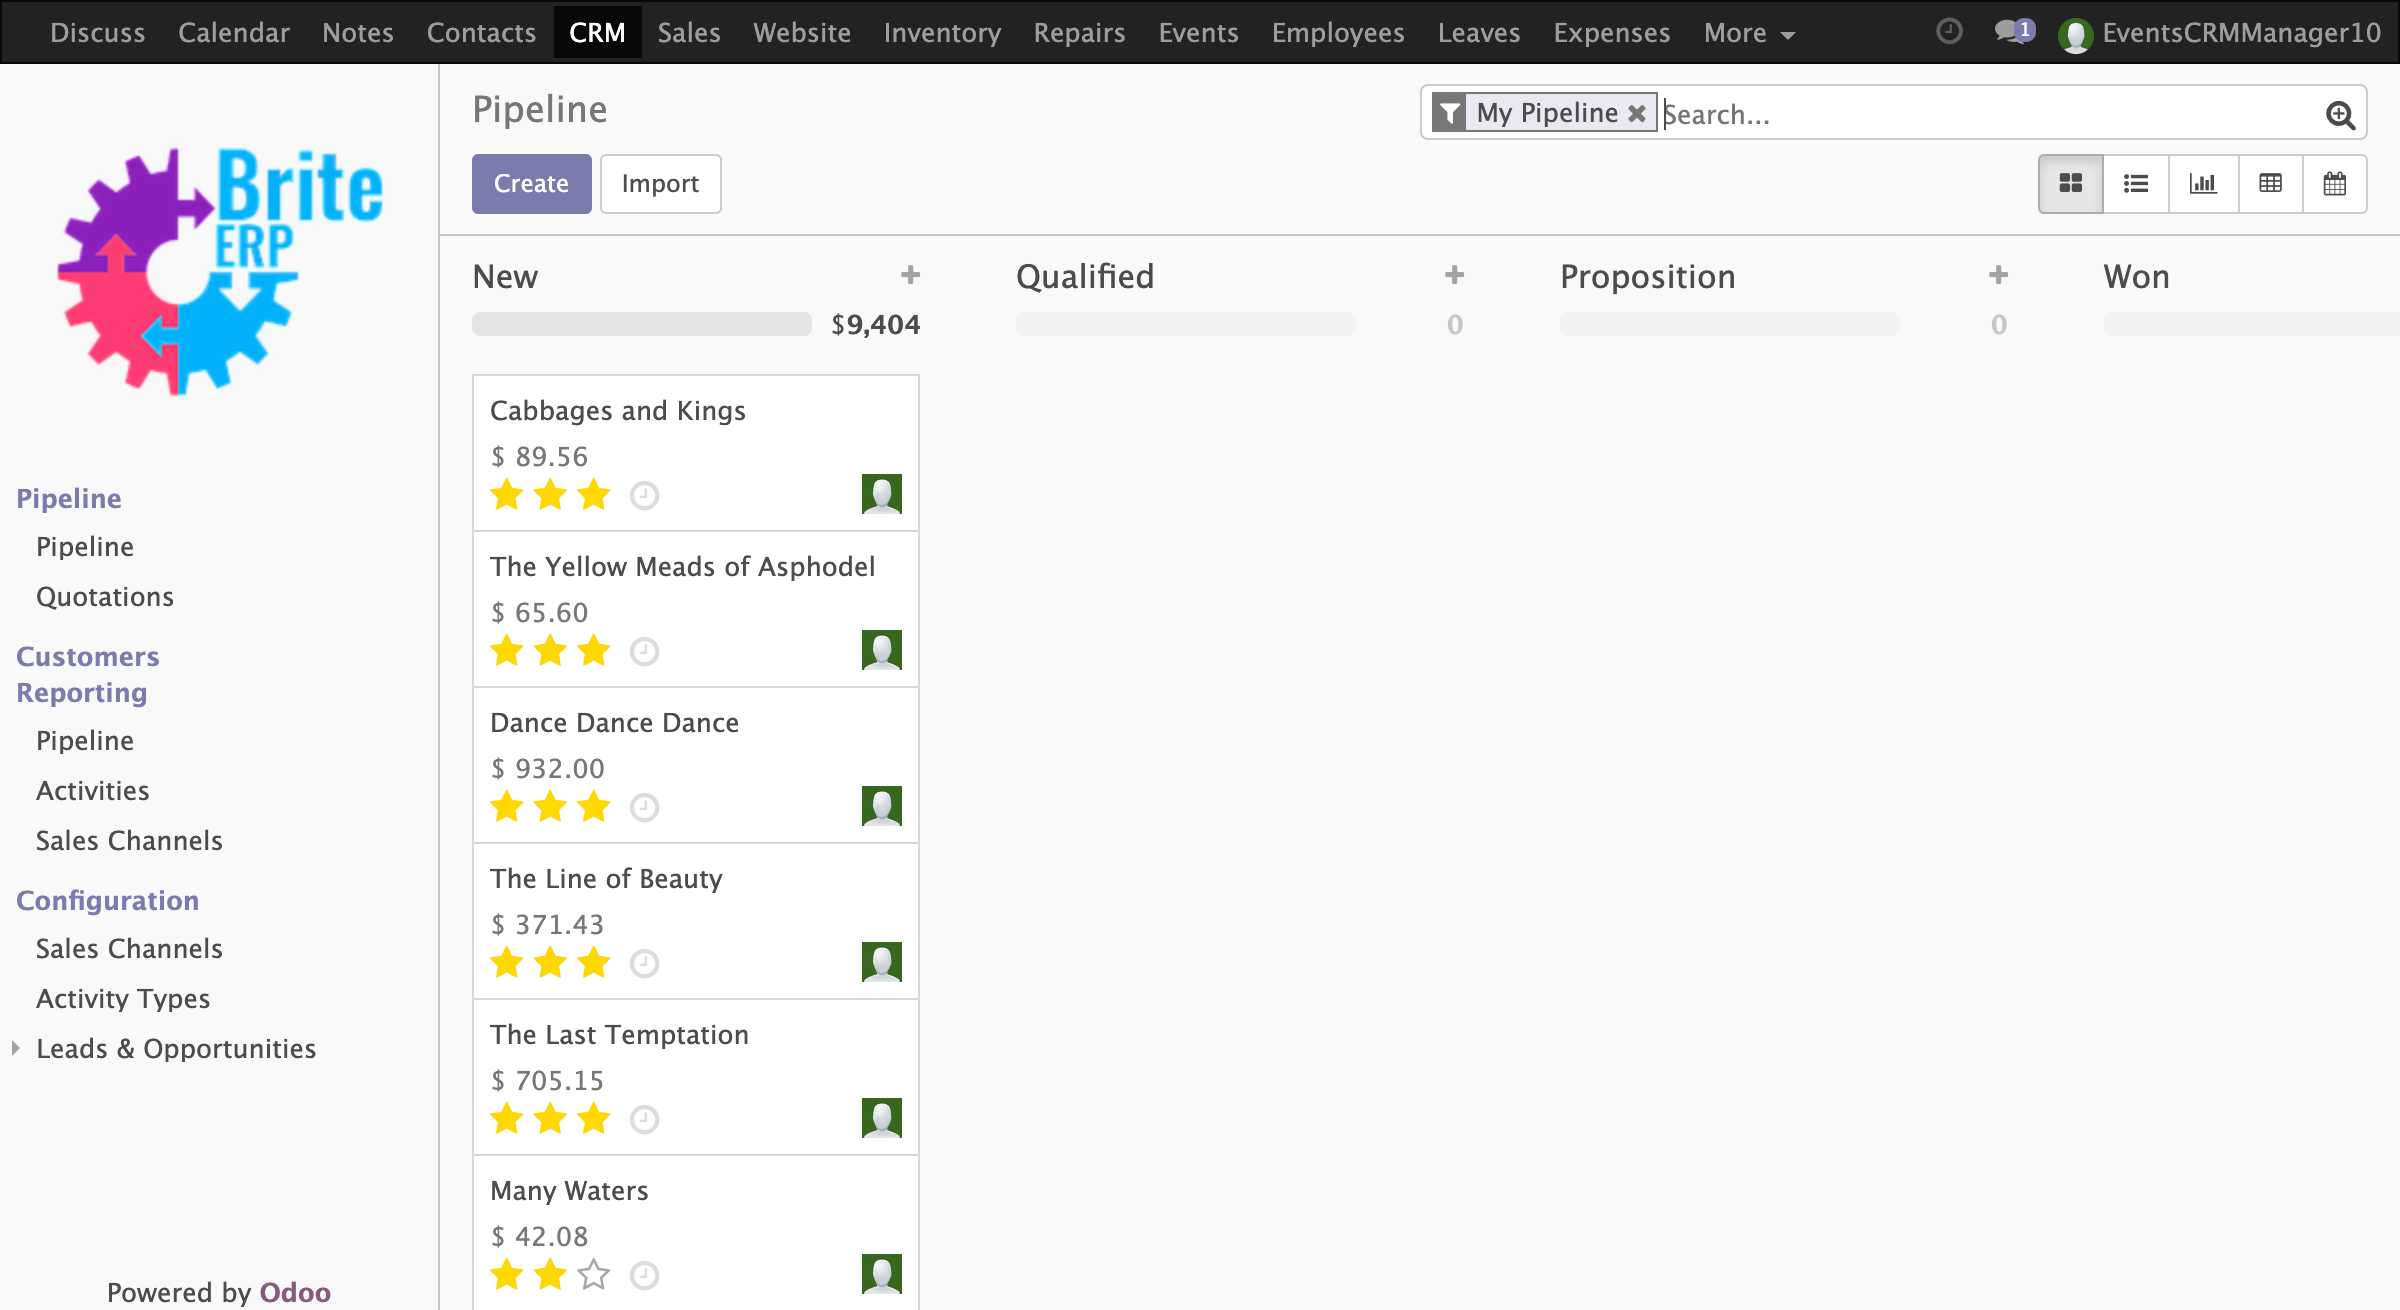 Discuss Calendar Notes Contacts CRM Sales Website Inventory Repairs Events Employees Leaves Expenses More 1 EventsCRMManager10
Brite
ERP
Pipeline
Pipeline
Quotations
Customers
Reporting
Pipeline
Activities
Sales Channels
Configuration
Sales Channels
Activity Types
Leads & Opportunities
Powered by Odoo
Pipeline
My Pipeline Search...
Create Import
New + Qualified + Proposition + Won
$9,404 0 0
Cabbages and Kings
$ 89.56
The Yellow Meads of Asphodel
$ 65.60
Dance Dance Dance
$ 932.00
The Line of Beauty
$ 371.43
The Last Temptation
$ 705.15
Many Waters
$ 42.08